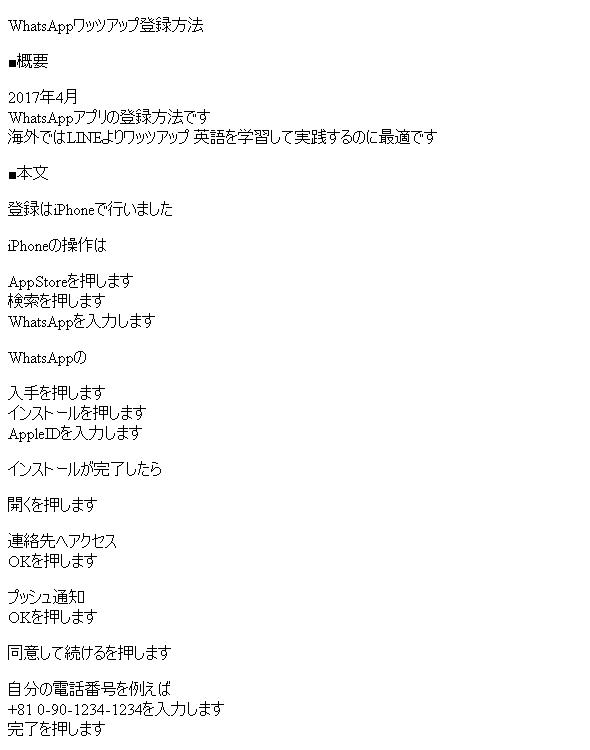 WhatsAppワッツアップ登録方法
■概要
2017年4月
WhatsAppアプリの登録方法です
海外ではLINEよりワッツアップ 英語を学習して実践するのに最適です
■本文
登録はiPhoneで行いました
iPhoneの操作は
AppStoreを押します
検索を押します
WhatsAppを入力します
WhatsAppの
入手を押します
インストールを押します
AppleIDを入力します
インストールが完了したら
開くを押します
連絡先へアクセス
OKを押します
プッシュ通知
OKを押します
同意して続けるを押します
自分の電話番号を例えば
+81 0-90-1234-1234を入力します
完了を押します